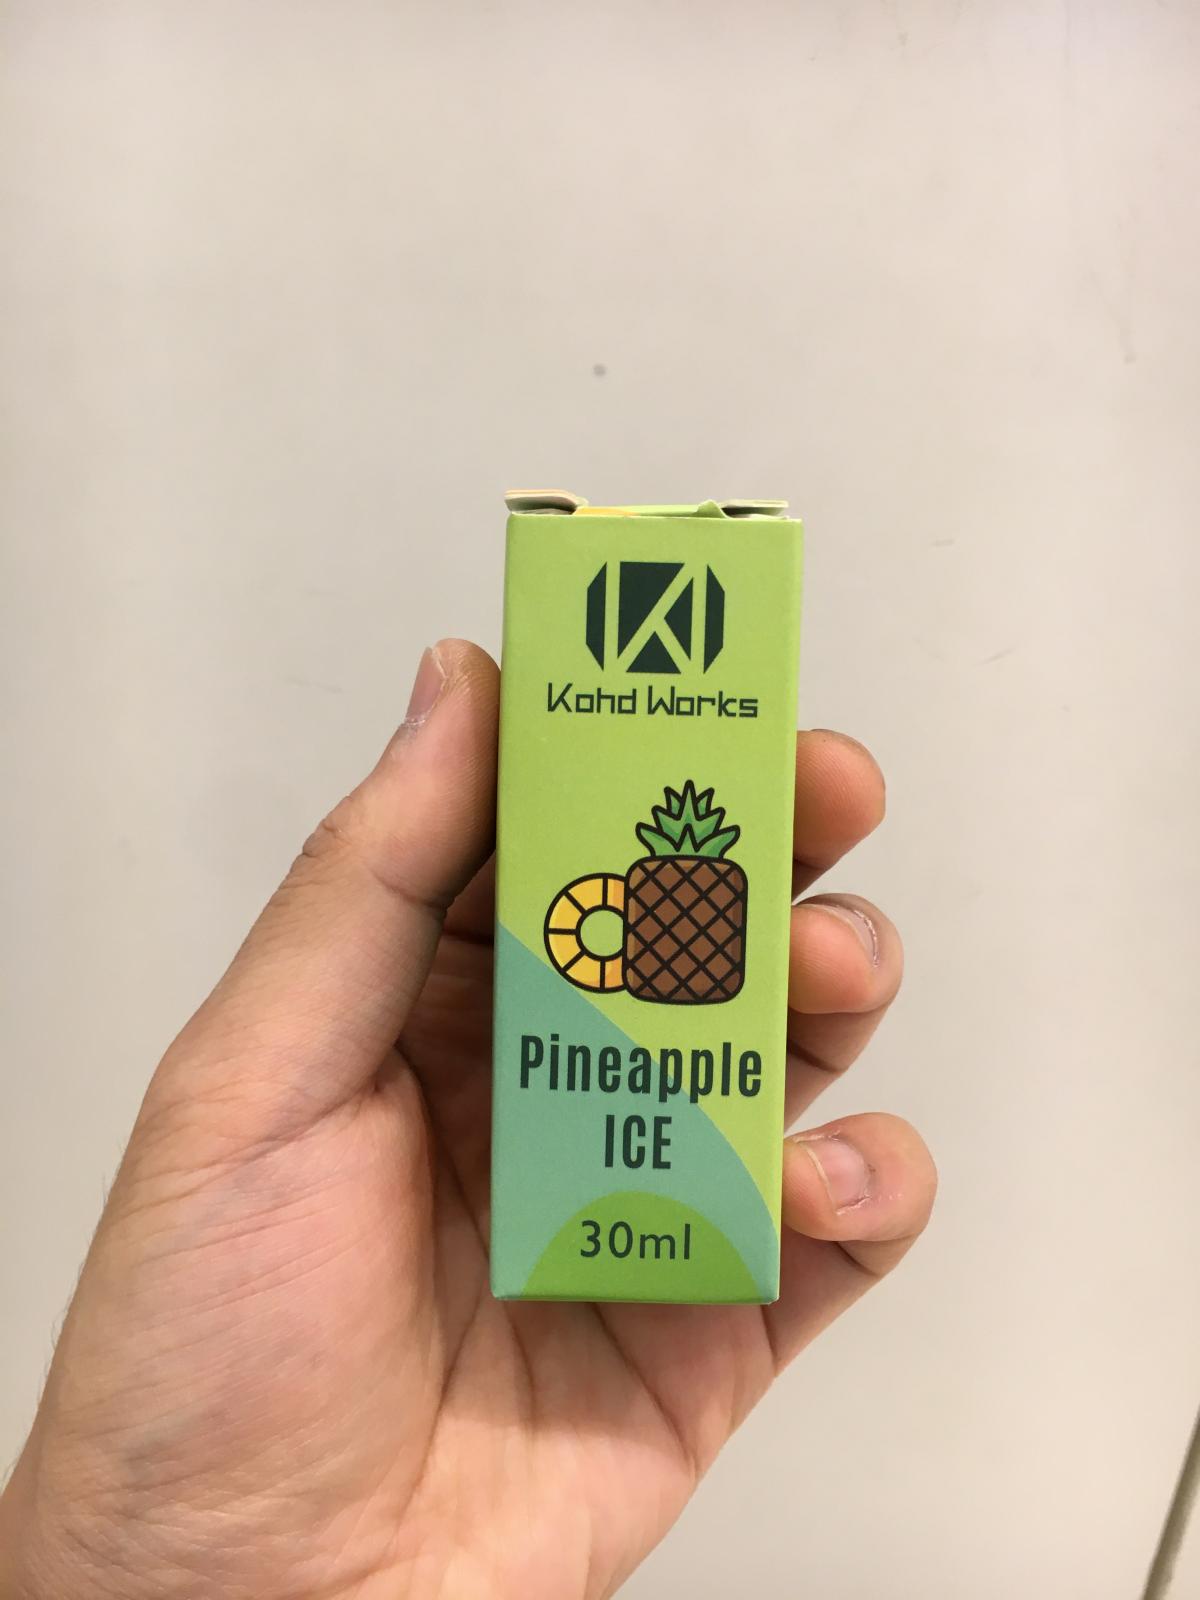 Kohd Works
Pineapple
ICE
30ml